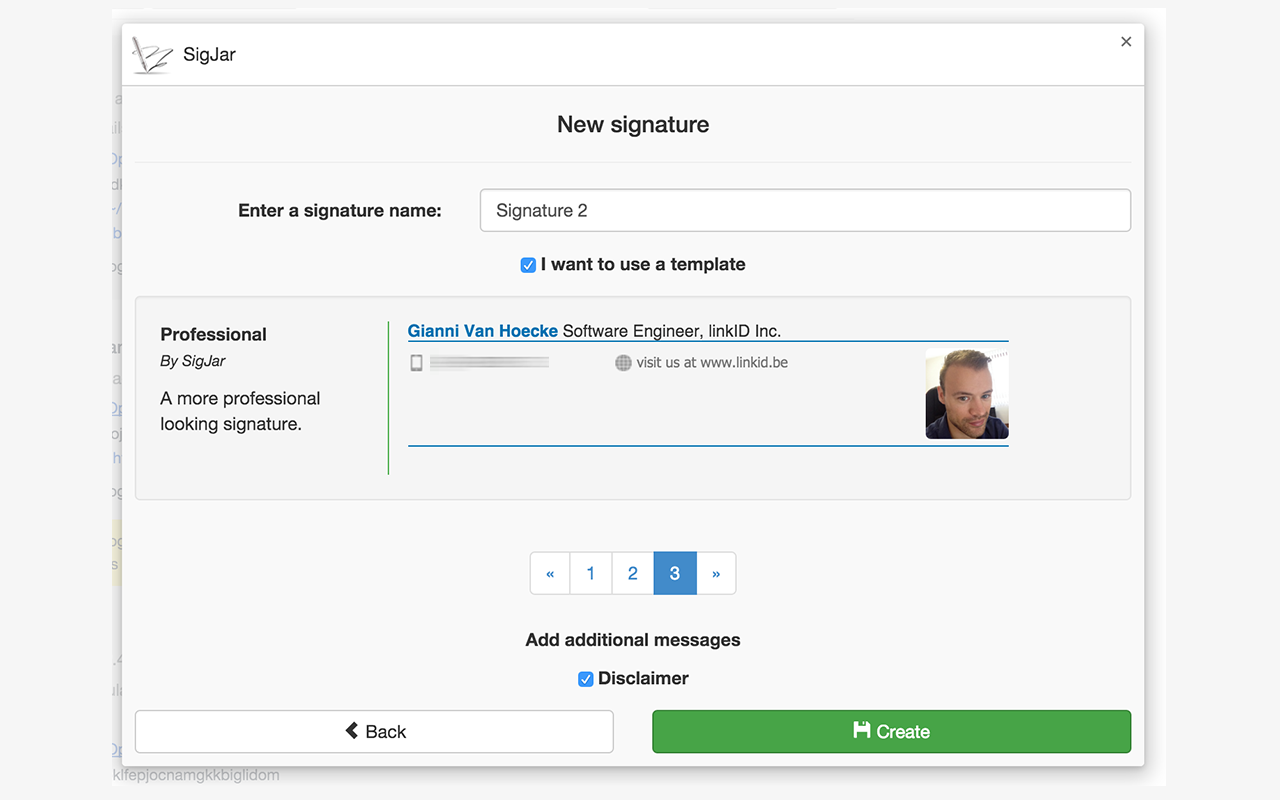 SigJar
×
New signature
Enter a signature name:
Signature 2
I want to use a template
Professional
By SigJar
A more professional
looking signature.
Gianni Van Hoecke Software Engineer, linkID Inc.
visit us at www.linkid.be
« 1 2 3 »
Add additional messages
Disclaimer
Back
Create
klfepjocnamgkkbiglidom